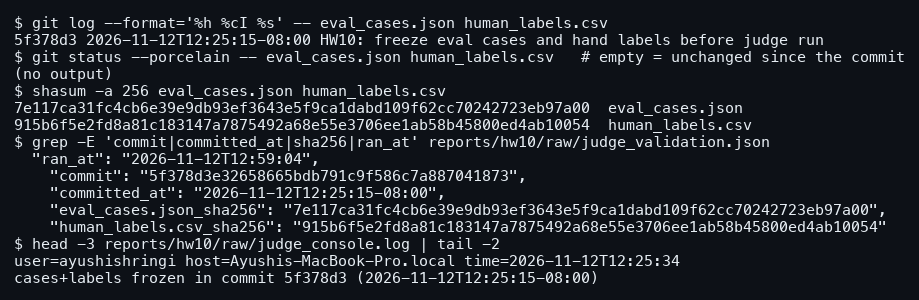 $ git log --format='%h %cI %s' -- eval_cases.json human_labels.csv
5f378d3 2026-11-12T12:25:15-08:00 HW10: freeze eval cases and hand labels before judge run
$ git status --porcelain -- eval_cases.json human_labels.csv   # empty = unchanged since the commit
(no output)
$ shasum -a 256 eval_cases.json human_labels.csv
7e117ca31fc4cb6e39e9db93ef3643e5f9ca1dabd109f62cc70242723eb97a00  eval_cases.json
915b6f5e2fd8a81c183147a7875492a68e55e3706ee1ab58b45800ed4ab10054  human_labels.csv
$ grep -E 'commit|committed_at|sha256|ran_at' reports/hw10/raw/judge_validation.json
  "ran_at": "2026-11-12T12:59:04",
    "commit": "5f378d3e32658665bdb791c9f586c7a887041873",
    "committed_at": "2026-11-12T12:25:15-08:00",
    "eval_cases.json_sha256": "7e117ca31fc4cb6e39e9db93ef3643e5f9ca1dabd109f62cc70242723eb97a00",
    "human_labels.csv_sha256": "915b6f5e2fd8a81c183147a7875492a68e55e3706ee1ab58b45800ed4ab10054"
$ head -3 reports/hw10/raw/judge_console.log | tail -2
user=ayushishringi host=Ayushis-MacBook-Pro.local time=2026-11-12T12:25:34
cases+labels frozen in commit 5f378d3 (2026-11-12T12:25:15-08:00)